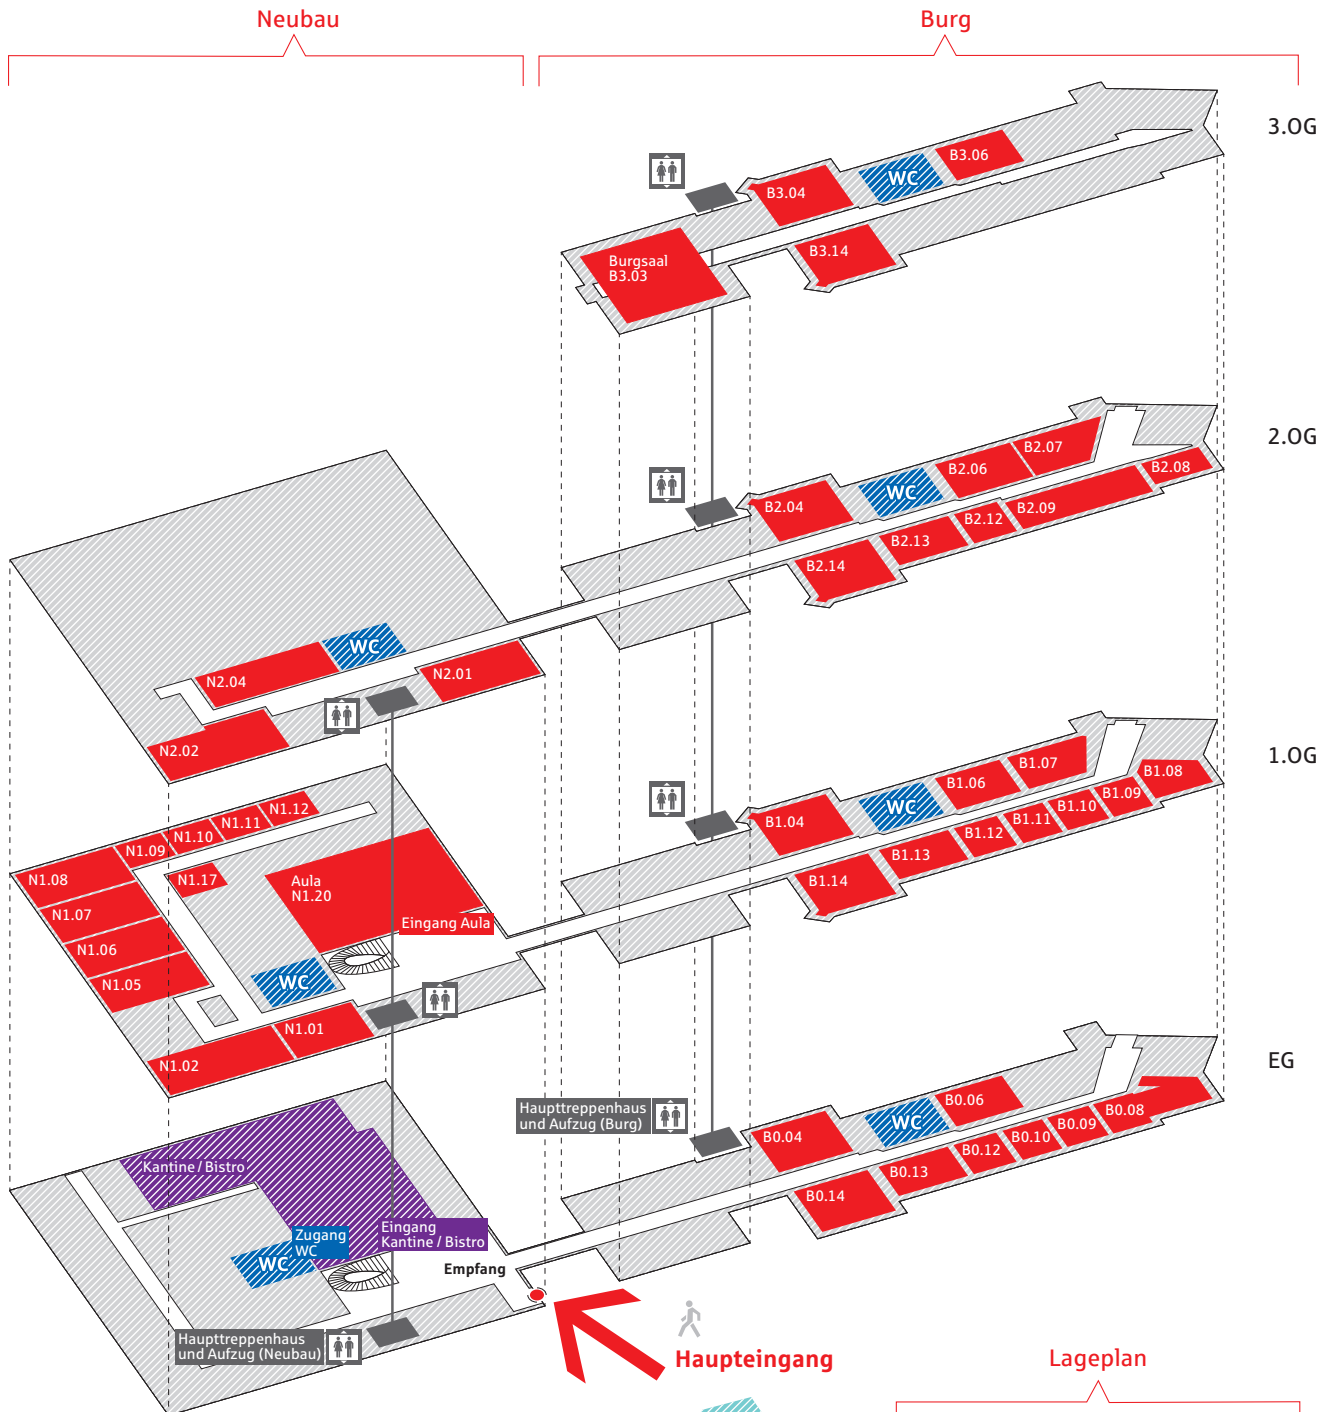 Neubau
Burg
3.OG
B3.06
WC
B3.04
B3.14
Burgsaal
B3.03
2.OG
B2.07
B2.06
B2.08
WC
B2.04
B2.09
B2.12
B2.13
B2.14
WC
N2.01
N2.04
N2.02
1.OG
B1.07
B1.08
B1.06
B1.09
WC
B1.10
B1.04
B1.11
B1.12
B1.13
B1.14
N1.12
N1.11
N1.10
N1.09
N1.08
N1.17
Aula
N1.20
N1.07
Eingang Aula
N1.06
WC
N1.05
N1.01
N1.02
EG
Haupttreppenhaus
und Aufzug (Burg)
B0.06
B0.08
WC
B0.09
B0.04
B0.10
B0.12
B0.13
B0.14
Kantine / Bistro
Zugang
WC
Eingang
Kantine / Bistro
WC
Empfang
Haupttreppenhaus
und Aufzug (Neubau)
Haupteingang
Lageplan